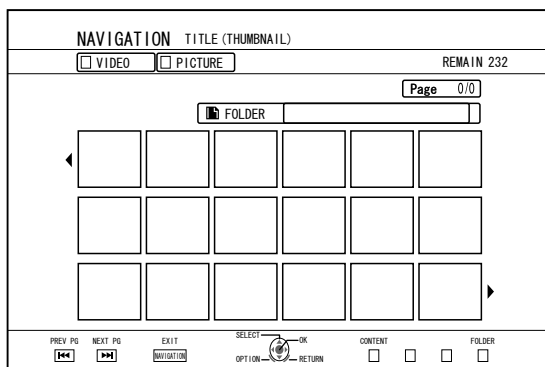 NAVIGATION TITLE (THUMBNAIL)
VIDEO PICTURE REMAIN 232
Page 0/0
FOLDER
PREV PG NEXT PG EXIT SELECT OK CONTENT FOLDER
NAVIGATION OPTION RETURN